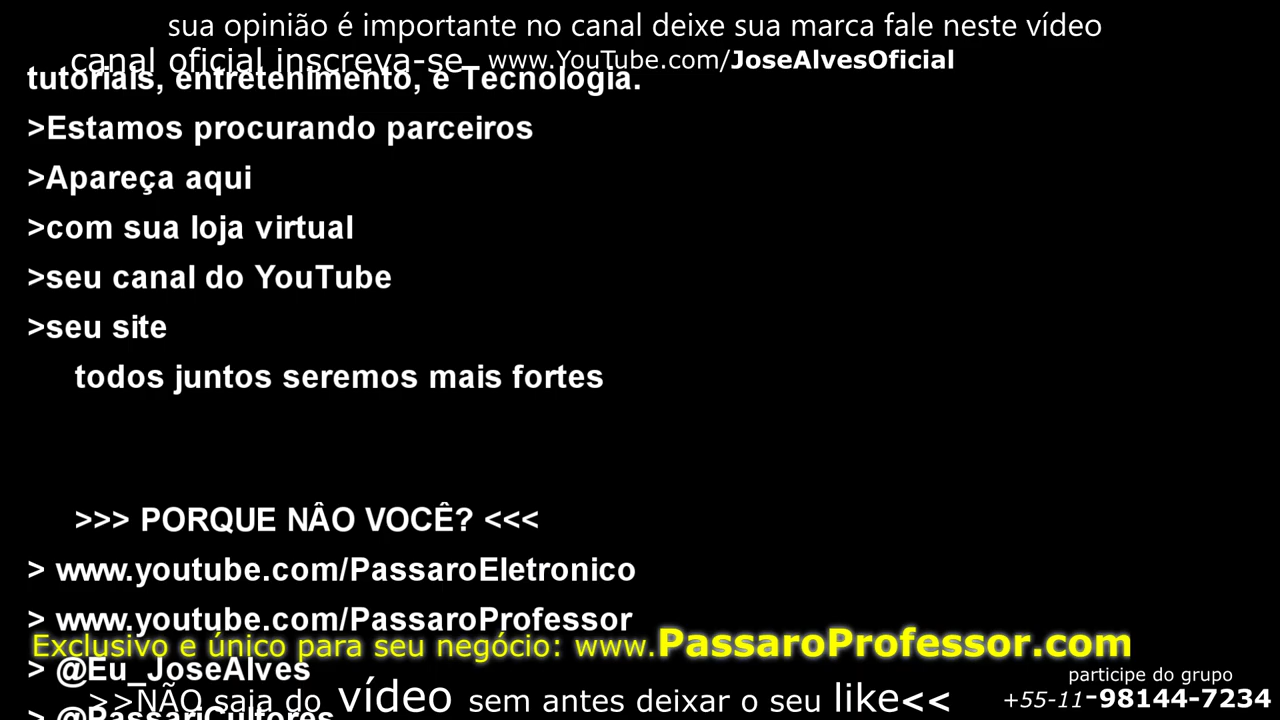 sua opinião é importante no canal deixe sua marca fale neste vídeo
canal oficial inscreva-se www.YouTube.com/JoseAlvesOficial
tutoriais, entretenimento, e Tecnologia.
>Estamos procurando parceiros
>Apareça aqui
>com sua loja virtual
>seu canal do YouTube
>seu site
todos juntos seremos mais fortes
>>> PORQUE NÂO VOCÊ? <<<
> www.youtube.com/PassaroEletronico
> www.youtube.com/PassaroProfessor
Exclusivo e único para seu negócio: www.PassaroProfessor.com
> @Eu_JoseAlves
participe do grupo
>>NÃO saia do vídeo sem antes deixar o seu like<<
+55-11-98144-7234
> @PassariCultores